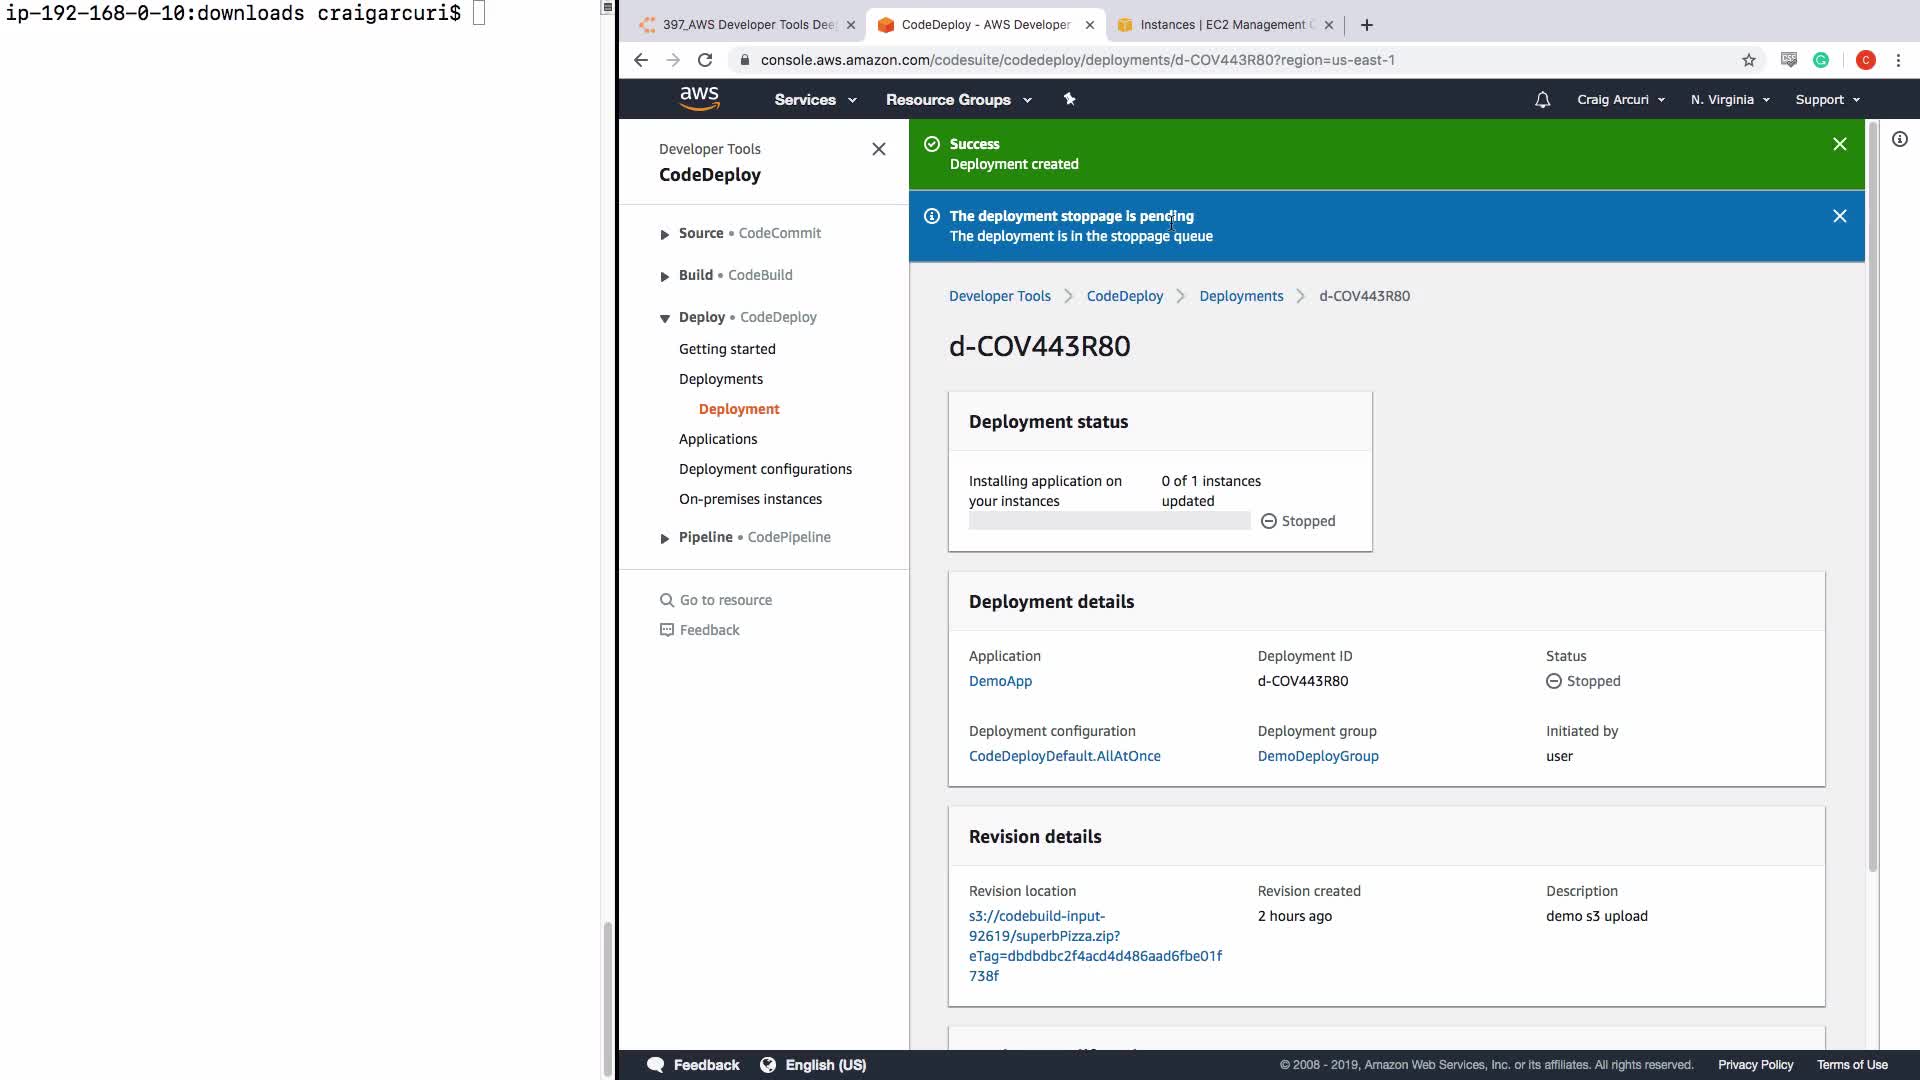 ip-192-168-0-10:downloads craigarcuri$
397_AWS Developer Tools Dee
CodeDeploy - AWS Developer
Instances | EC2 Management C
console.aws.amazon.com/codesuite/codedeploy/deployments/d-COV443R80?region=us-east-1
C
aws
Services
Resource Groups
Craig Arcuri
N. Virginia
Support
Developer Tools
CodeDeploy
Source • CodeCommit
Build • CodeBuild
Deploy • CodeDeploy
Getting started
Deployments
Deployment
Applications
Deployment configurations
On-premises instances
Pipeline • CodePipeline
Go to resource
Feedback
Success
Deployment created
The deployment stoppage is pending
The deployment is in the stoppage queue
Developer Tools
CodeDeploy
Deployments
d-COV443R80
d-COV443R80
Deployment status
Installing application on
your instances
0 of 1 instances
updated
Stopped
Deployment details
Application
DemoApp
Deployment ID
d-COV443R80
Status
Stopped
Deployment configuration
CodeDeployDefault.AllAtOnce
Deployment group
DemoDeployGroup
Initiated by
user
Revision details
Revision location
s3://codebuild-input-
92619/superbPizza.zip?
eTag=dbdbdbc2f4acd4d486aad6fbe01f
738f
Revision created
2 hours ago
Description
demo s3 upload
Feedback
English (US)
© 2008 - 2019, Amazon Web Services, Inc. or its affiliates. All rights reserved.
Privacy Policy
Terms of Use